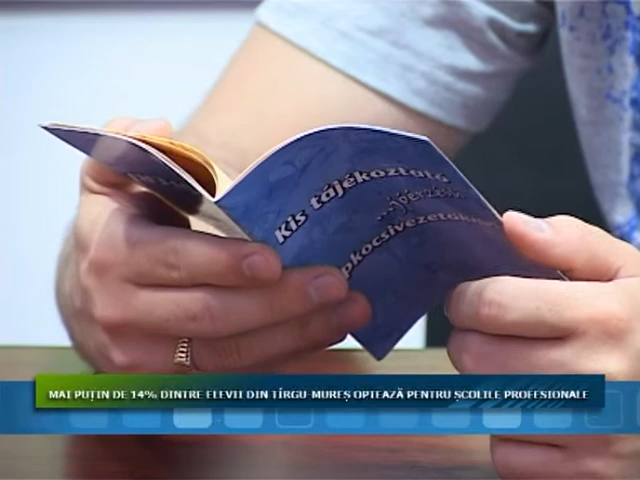 Kis tájékoztató
MAI PUȚIN DE 14% DINTRE ELEVII DIN TÎRGU-MUREȘ OPTEAZĂ PENTRU ȘCOLILE PROFESIONALE